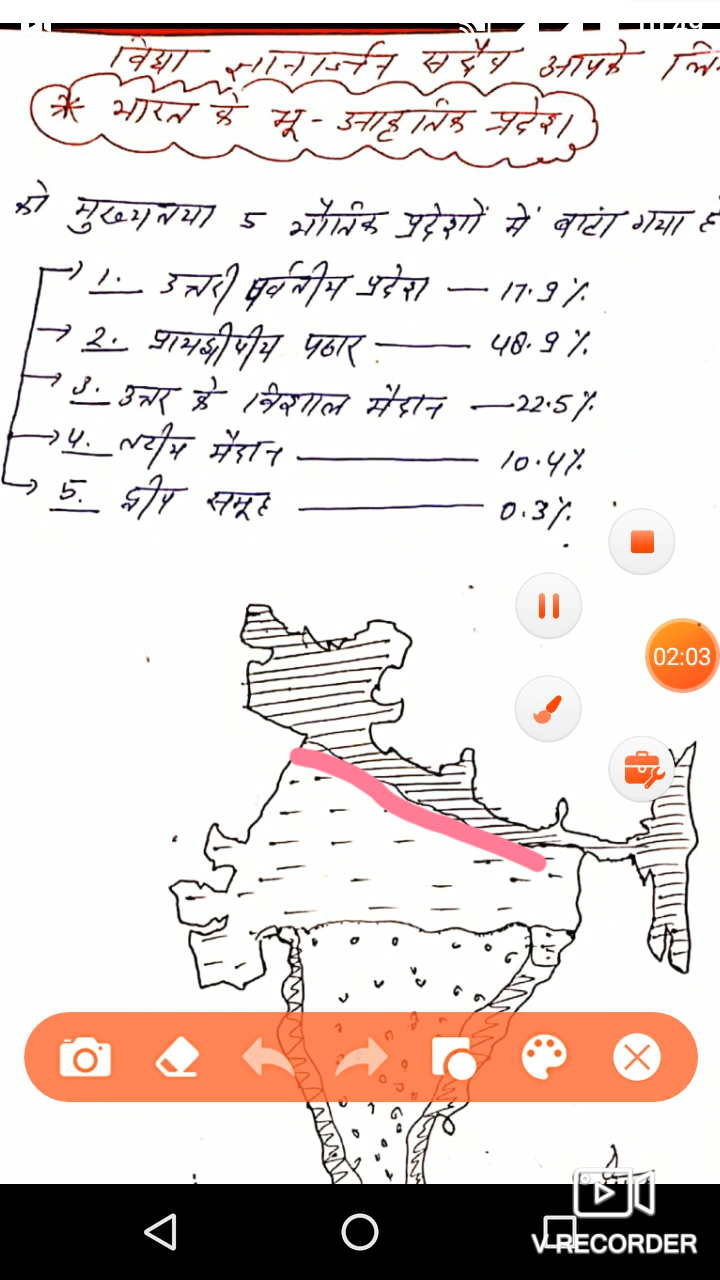 विद्या ज्ञानार्जन सदैव आपके लि
* भारत के भू-आकृतिक प्रदेश।
को मुख्यतया 5 भौतिक प्रदेशों में बांटा गया है
1. उत्तरी पर्वतीय प्रदेश — 17.9%
2. प्रायद्वीपीय पठार — 48.9%
3. उत्तर के विशाल मैदान — 22.5%
4. तटीय मैदान — 10.4%
5. द्वीप समूह — 0.3%
02:03
V RECORDER